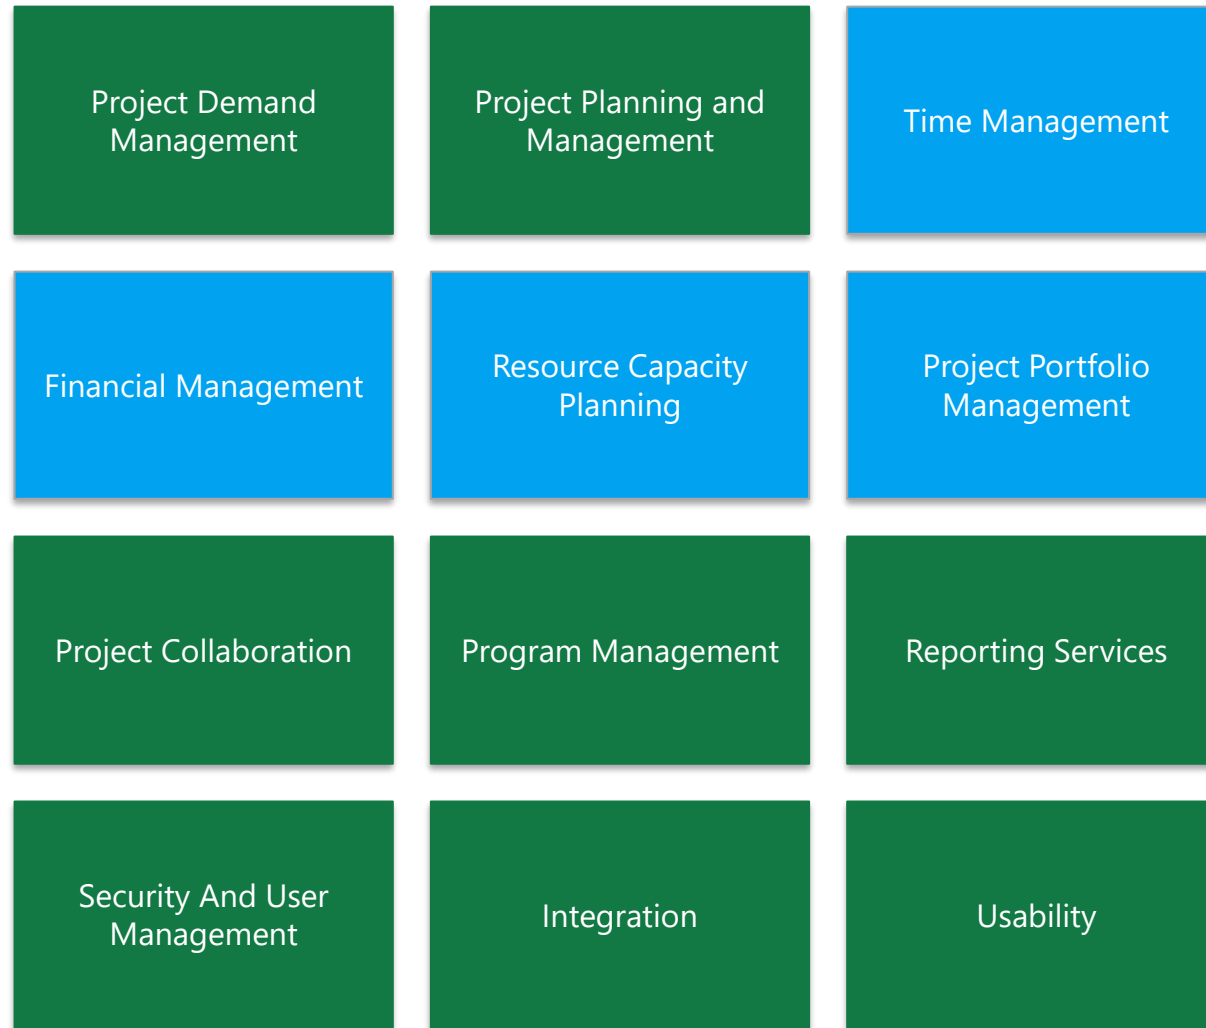 Project Demand
Management
Project Planning and
Management
Time Management
Financial Management
Resource Capacity
Planning
Project Portfolio
Management
Project Collaboration
Program Management
Reporting Services
Security And User
Management
Integration
Usability